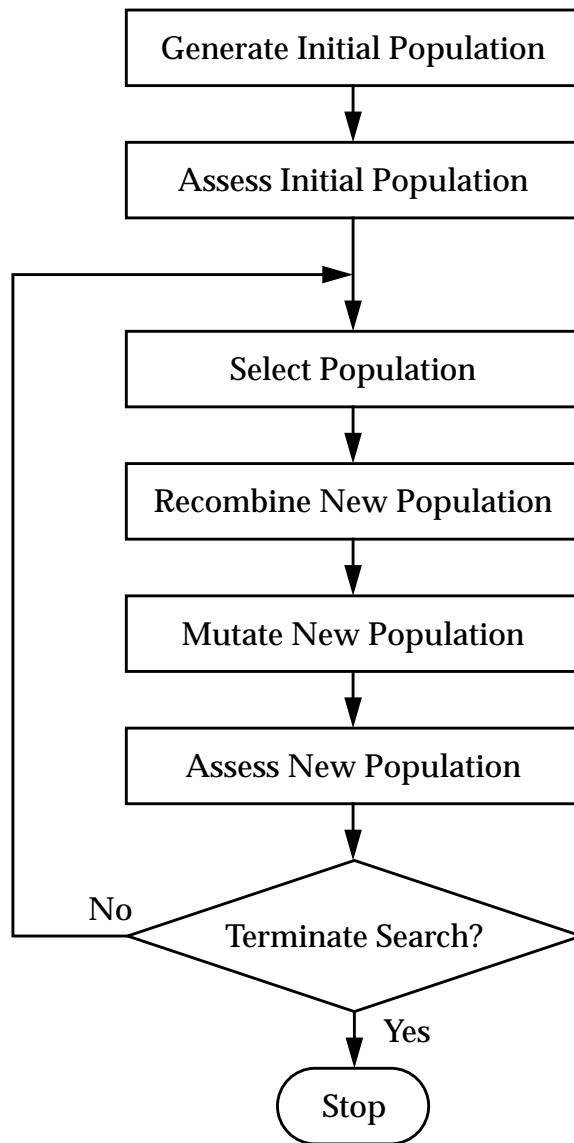 Generate Initial Population
Assess Initial Population
Select Population
Recombine New Population
Mutate New Population
Assess New Population
No
Terminate Search?
Yes
Stop